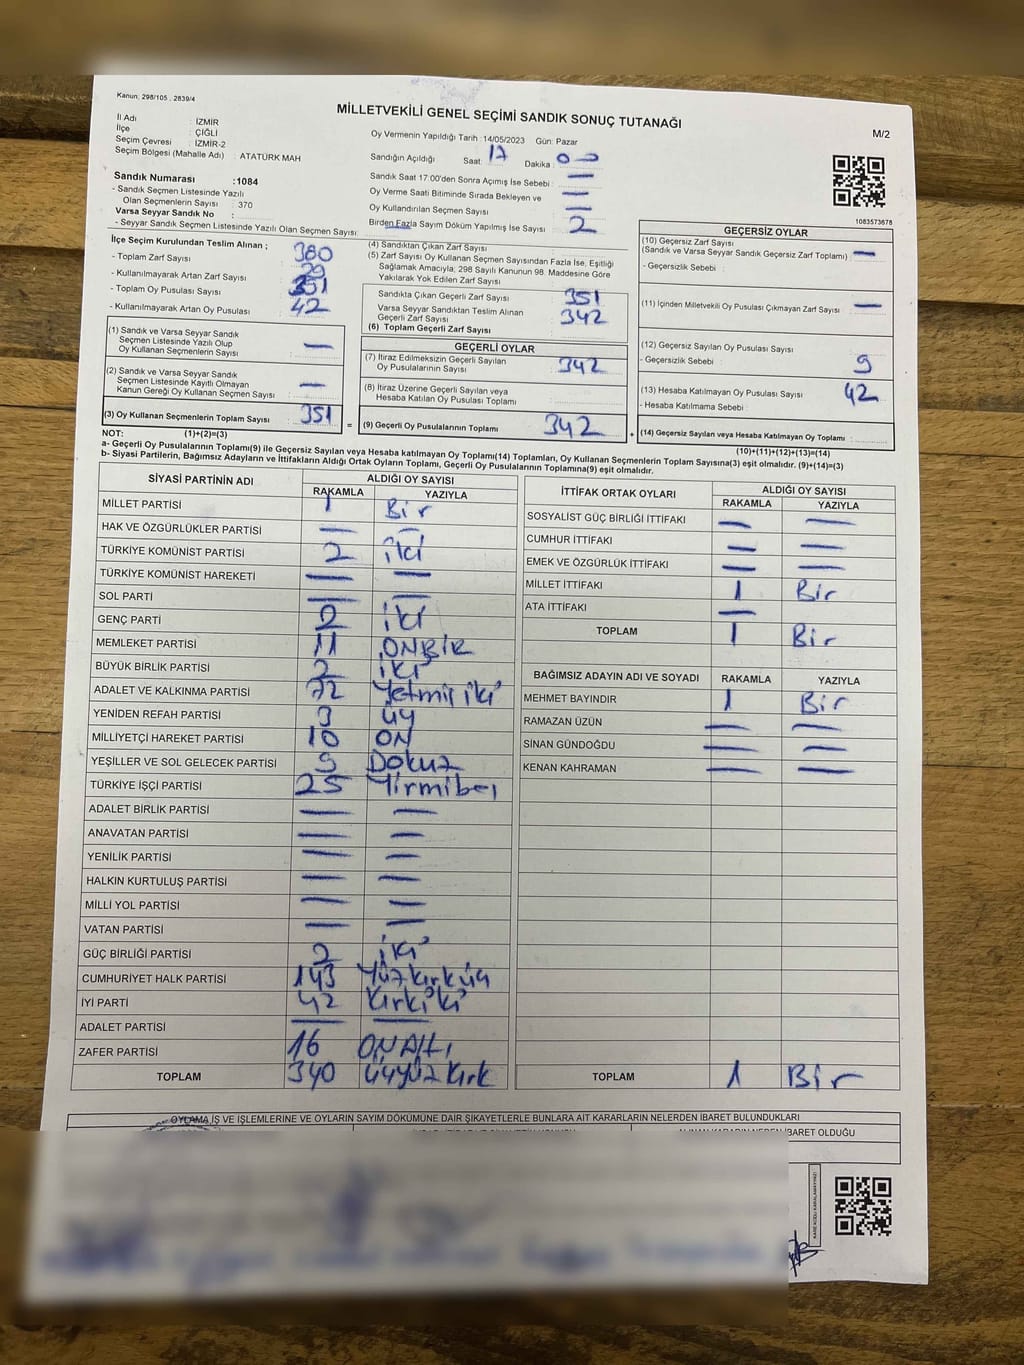 Kanun: 298/105 , 2839/4
MİLLETVEKİLİ GENEL SEÇİMİ SANDIK SONUÇ TUTANAĞI
M/2
İl Adı : İZMİR
İlçe : ÇİĞLİ
Seçim Çevresi : İZMİR-2
Seçim Bölgesi (Mahalle Adı) : ATATÜRK MAH
Oy Vermenin Yapıldığı Tarih : 14/05/2023 Gün: Pazar
Sandığın Açıldığı Saat: 17 Dakika : 0 -
Sandık Saat 17:00'den Sonra Açımış İse Sebebi : —
Oy Verme Saati Bitiminde Sırada Bekleyen ve
Oy Kullandırılan Seçmen Sayısı : —
Birden Fazla Sayım Döküm Yapılmış İse Sayısı : 2
1083573678
Sandık Numarası :1084
- Sandık Seçmen Listesinde Yazılı
Olan Seçmenlerin Sayısı : 370
Varsa Seyyar Sandık No :
- Seyyar Sandık Seçmen Listesinde Yazılı Olan Seçmen Sayısı:
İlçe Seçim Kurulundan Teslim Alınan ;
- Toplam Zarf Sayısı : 380
- Kullanılmayarak Artan Zarf Sayısı : 29
- Toplam Oy Pusulası Sayısı : 351
- Kullanılmayarak Artan Oy Pusulası : 42
(1) Sandık ve Varsa Seyyar Sandık
Seçmen Listesinde Yazılı Olup
Oy Kullanan Seçmenlerin Sayısı : —
(2) Sandık ve Varsa Seyyar Sandık
Seçmen Listesinde Kayıtlı Olmayan
Kanun Gereği Oy Kullanan Seçmen Sayısı : —
(3) Oy Kullanan Seçmenlerin Toplam Sayısı : 351
(1)+(2)=(3)
(4) Sandıktan Çıkan Zarf Sayısı :
(5) Zarf Sayısı Oy Kullanan Seçmen Sayısından Fazla İse, Eşitliği
Sağlamak Amacıyla; 298 Sayılı Kanunun 98. Maddesine Göre
Yakılarak Yok Edilen Zarf Sayısı :
Sandıkta Çıkan Geçerli Zarf Sayısı : 351
Varsa Seyyar Sandıktan Teslim Alınan
Geçerli Zarf Sayısı : 342
(6) Toplam Geçerli Zarf Sayısı :
GEÇERLİ OYLAR
(7) İtiraz Edilmeksizin Geçerli Sayılan
Oy Pusulalarının Sayısı : 342
(8) İtiraz Üzerine Geçerli Sayılan veya
Hesaba Katılan Oy Pusulası Toplamı :
= (9) Geçerli Oy Pusulalarının Toplamı : 342
GEÇERSİZ OYLAR
(10) Geçersiz Zarf Sayısı
(Sandık ve Varsa Seyyar Sandık Geçersiz Zarf Toplamı) : —
- Geçersizlik Sebebi :
(11) İçinden Milletvekili Oy Pusulası Çıkmayan Zarf Sayısı : —
(12) Geçersiz Sayılan Oy Pusulası Sayısı :
- Geçersizlik Sebebi : 9
(13) Hesaba Katılmayan Oy Pusulası Sayısı : 42
- Hesaba Katılmama Sebebi :
+ (14) Geçersiz Sayılan veya Hesaba Katılmayan Oy Toplamı :
(10)+(11)+(12)+(13)=(14)
NOT:
a- Geçerli Oy Pusulalarının Toplamı(9) ile Geçersiz Sayılan veya Hesaba katılmayan Oy Toplamı(14) Toplamları, Oy Kullanan Seçmenlerin Toplam Sayısına(3) eşit olmalıdır. (9)+(14)=(3)
b- Siyasi Partilerin, Bağımsız Adayların ve İttifakların Aldığı Ortak Oyların Toplamı, Geçerli Oy Pusulalarının Toplamına(9) eşit olmalıdır.
SİYASİ PARTİNİN ADI ALDIĞI OY SAYISI
RAKAMLA YAZIYLA
MİLLET PARTİSİ 1 Bir
HAK VE ÖZGÜRLÜKLER PARTİSİ — —
TÜRKİYE KOMÜNİST PARTİSİ 2 iki
TÜRKİYE KOMÜNİST HAREKETİ — —
SOL PARTİ — —
GENÇ PARTİ 2 iki
MEMLEKET PARTİSİ 11 ONBİR
BÜYÜK BİRLİK PARTİSİ 2 iki
ADALET VE KALKINMA PARTİSİ 72 Yetmiş iki
YENİDEN REFAH PARTİSİ 3 üç
MİLLİYETÇİ HAREKET PARTİSİ 10 ON
YEŞİLLER VE SOL GELECEK PARTİSİ 9 Dokuz
TÜRKİYE İŞÇİ PARTİSİ 25 Yirmibeş
ADALET BİRLİK PARTİSİ — —
ANAVATAN PARTİSİ — —
YENİLİK PARTİSİ — —
HALKIN KURTULUŞ PARTİSİ — —
MİLLİ YOL PARTİSİ — —
VATAN PARTİSİ — —
GÜÇ BİRLİĞİ PARTİSİ 2 iki
CUMHURİYET HALK PARTİSİ 143 Yüzkırküç
İYİ PARTİ 42 Kırkiki
ADALET PARTİSİ — —
ZAFER PARTİSİ 16 ONALTI
TOPLAM 340 üçyüzkırk
İTTİFAK ORTAK OYLARI ALDIĞI OY SAYISI
RAKAMLA YAZIYLA
SOSYALİST GÜÇ BİRLİĞİ İTTİFAKI — —
CUMHUR İTTİFAKI — —
EMEK VE ÖZGÜRLÜK İTTİFAKI — —
MİLLET İTTİFAKI 1 Bir
ATA İTTİFAKI —
TOPLAM 1 Bir
BAĞIMSIZ ADAYIN ADI VE SOYADI RAKAMLA YAZIYLA
MEHMET BAYINDIR 1 Bir
RAMAZAN ÜZÜN — —
SİNAN GÜNDOĞDU — —
KENAN KAHRAMAN — —
TOPLAM 1 Bir
OYLAMA İŞ VE İŞLEMLERİNE VE OYLARIN SAYIM DÖKÜMÜNE DAİR ŞİKAYETLERLE BUNLARA AİT KARARLARIN NELERDEN İBARET BULUNDUKLARI
ALINAN KARARIN NEDEN İBARET OLDUĞU